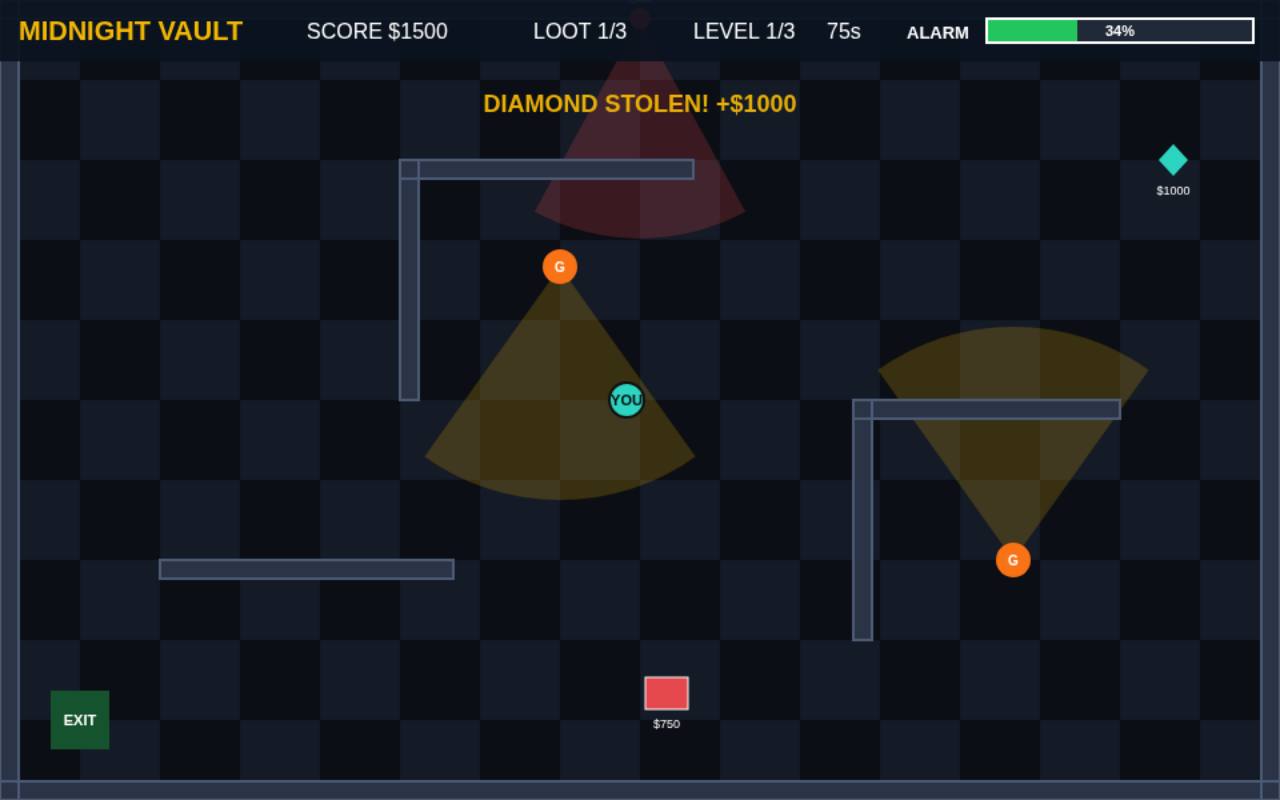 MIDNIGHT VAULT SCORE $1500 LOOT 1/3 LEVEL 1/3 75s ALARM 34%
DIAMOND STOLEN! +$1000
$1000
G
YOU
G
EXIT
$750